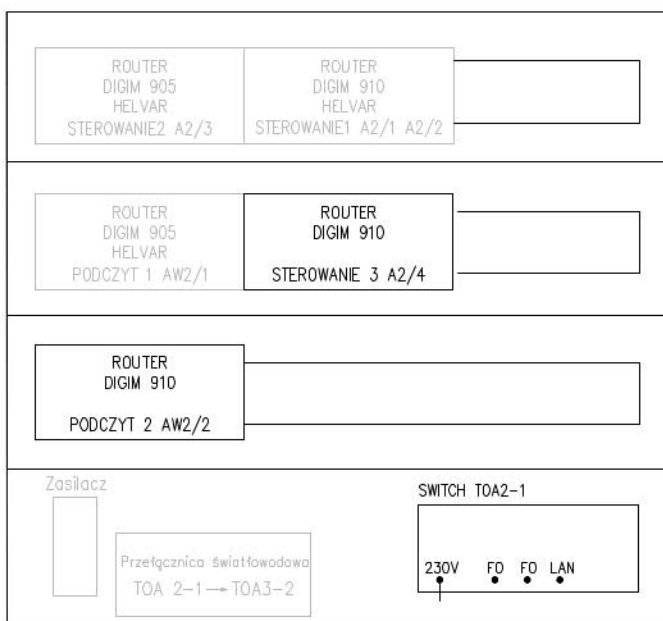 ROUTER
DIGIM 905
HELVAR
STEROWANIE2 A2/3
ROUTER
DIGIM 910
HELVAR
STEROWANIE1 A2/1 A2/2
ROUTER
DIGIM 905
HELVAR
PODCZYT 1 AW2/1
ROUTER
DIGIM 910
STEROWANIE 3 A2/4
ROUTER
DIGIM 910
PODCZYT 2 AW2/2
Zasilacz
Przełącznica światłowodowa
TOA 2-1→TOA3-2
SWITCH TOA2-1
230V FO FO LAN